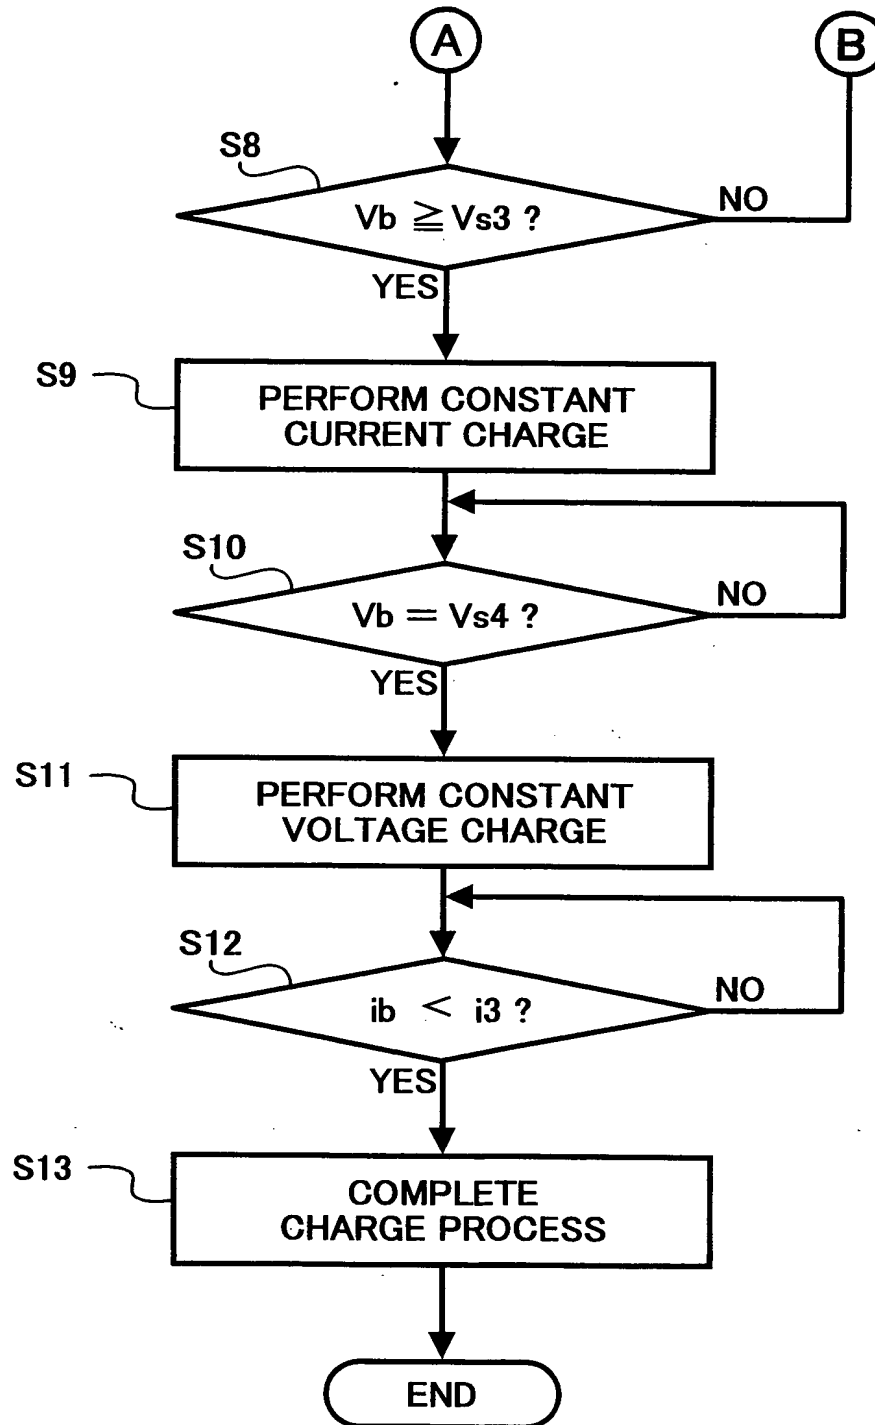 A
B
S8
Vb ≧ Vs3 ?
NO
YES
S9
PERFORM CONSTANT
CURRENT CHARGE
S10
Vb = Vs4 ?
NO
YES
S11
PERFORM CONSTANT
VOLTAGE CHARGE
S12
ib < i3 ?
NO
YES
S13
COMPLETE
CHARGE PROCESS
END